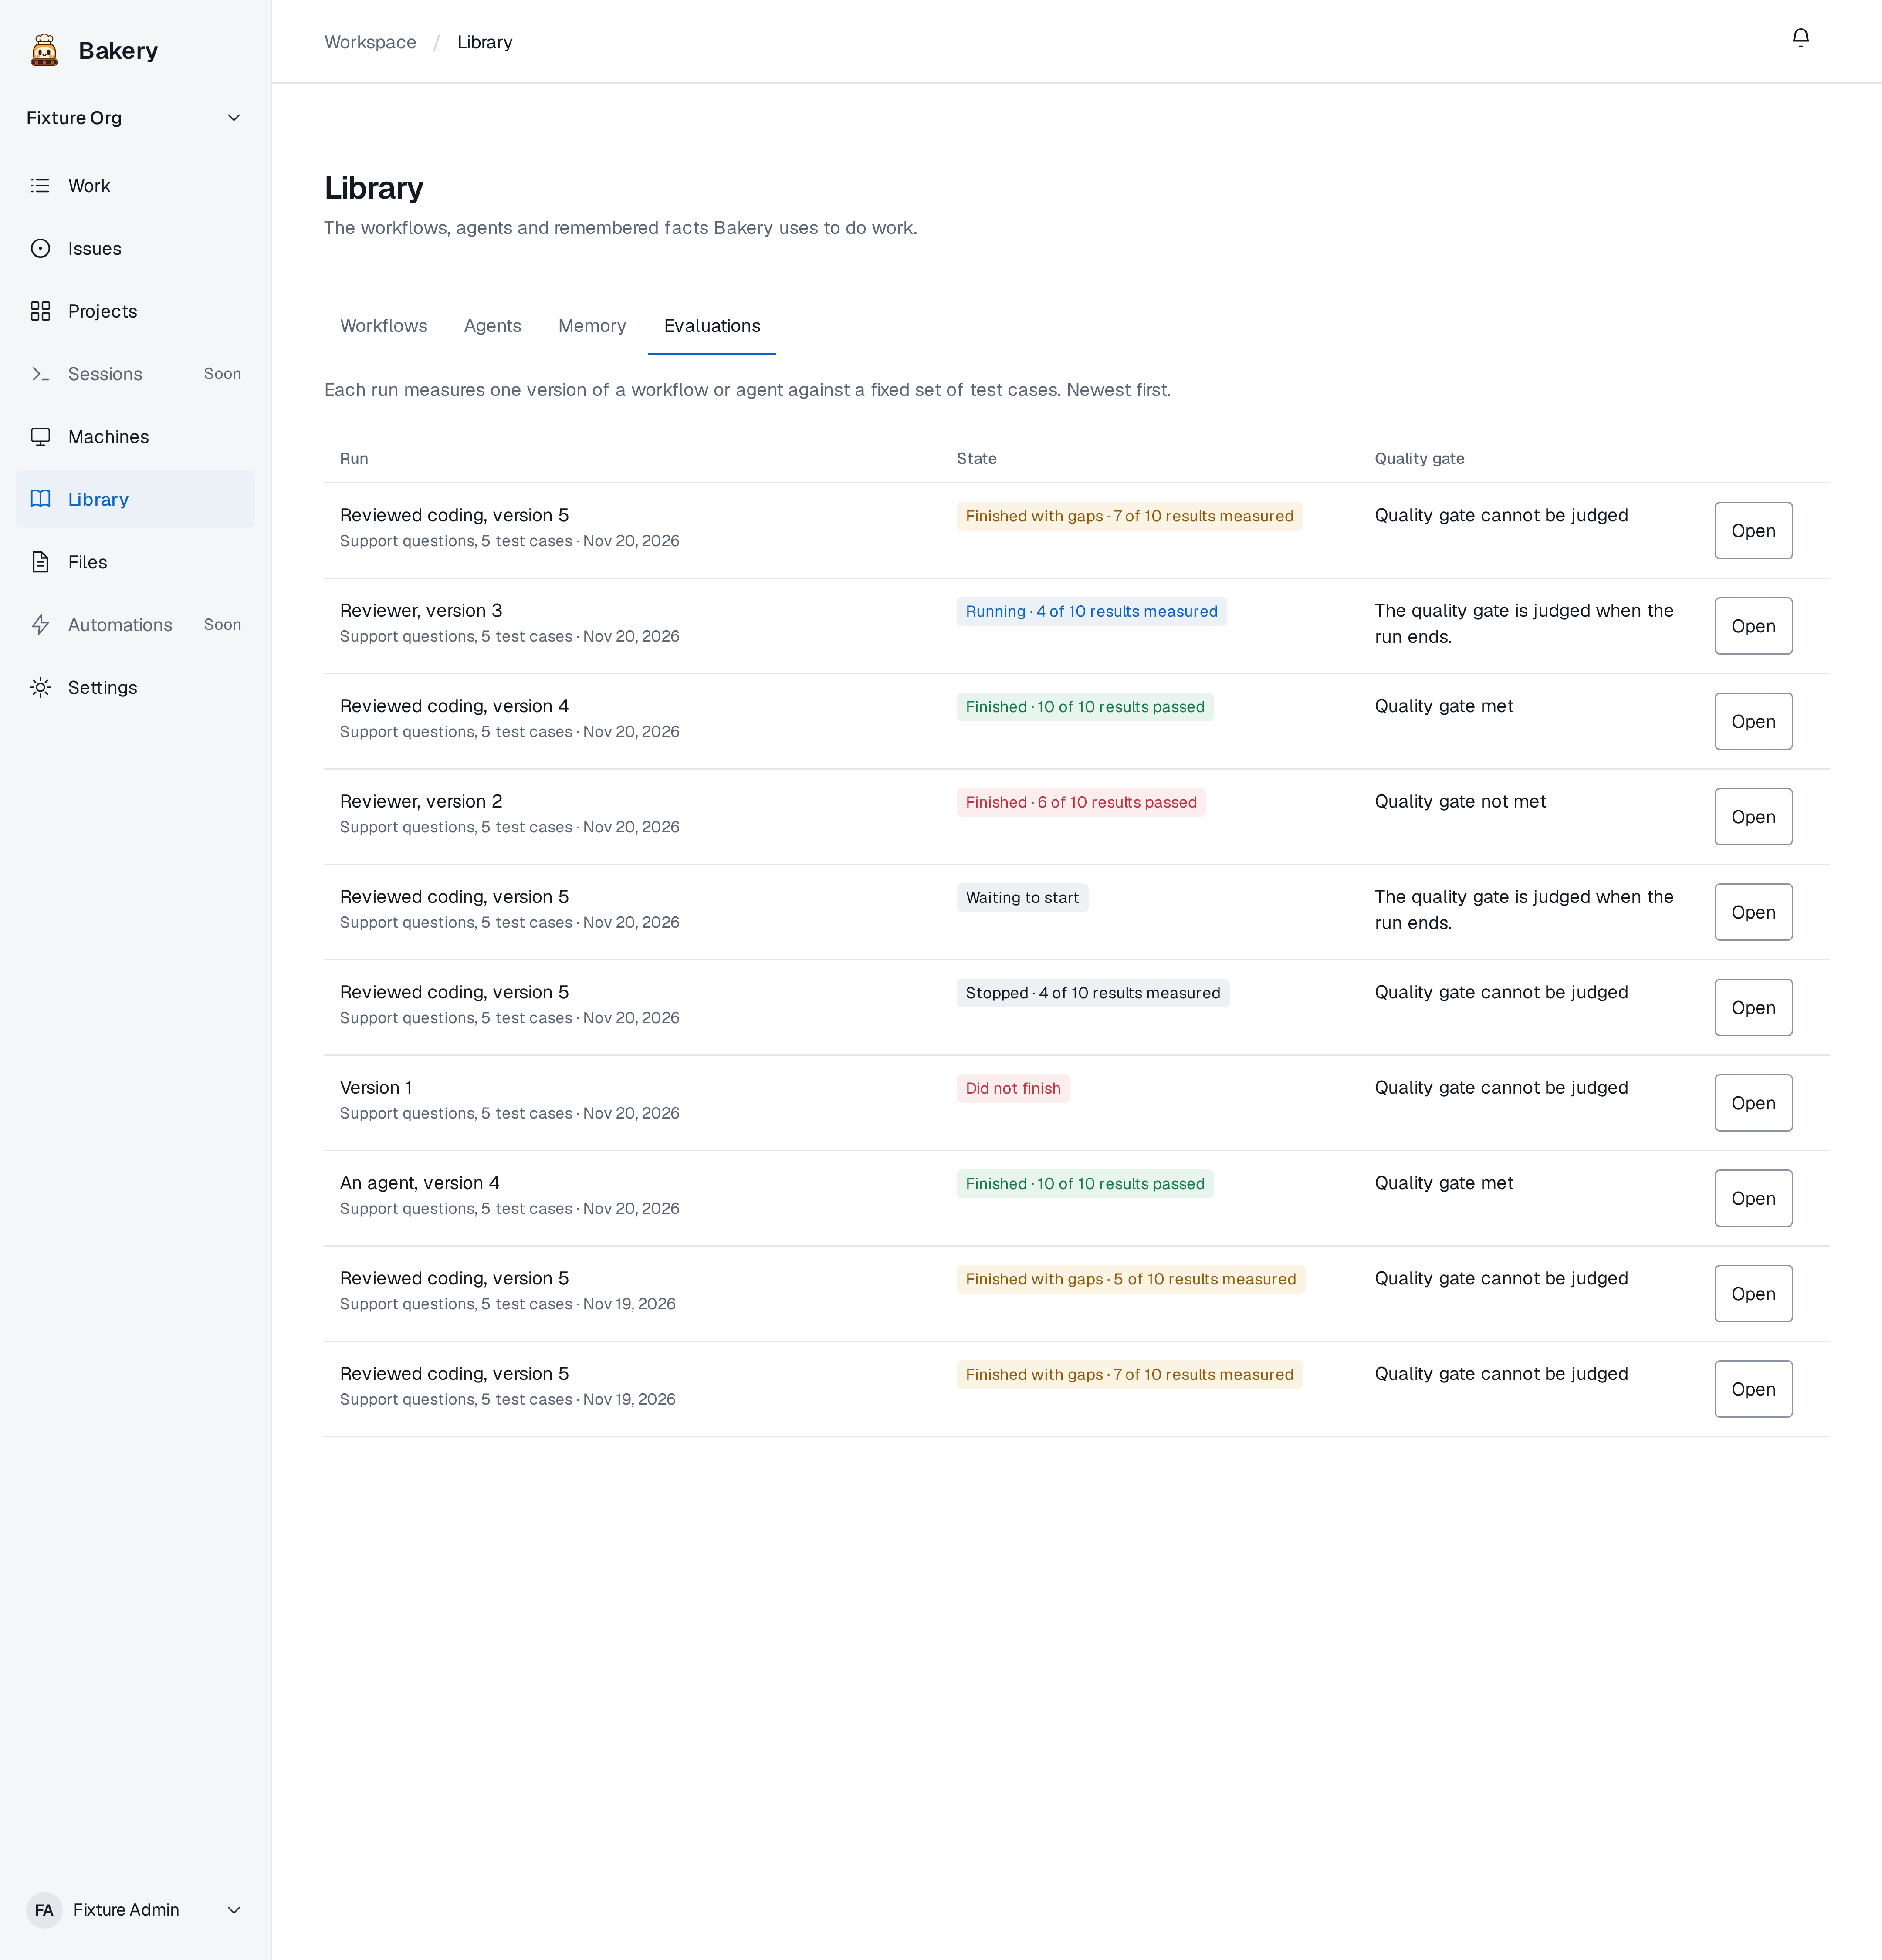 Bakery
Fixture Org
Work
Issues
Projects
Sessions Soon
Machines
Library
Files
Automations Soon
Settings
FA Fixture Admin
Workspace / Library
Library
The workflows, agents and remembered facts Bakery uses to do work.
Workflows Agents Memory Evaluations
Each run measures one version of a workflow or agent against a fixed set of test cases. Newest first.
Run State Quality gate
Reviewed coding, version 5
Support questions, 5 test cases · Nov 20, 2026
Finished with gaps · 7 of 10 results measured
Quality gate cannot be judged
Open
Reviewer, version 3
Support questions, 5 test cases · Nov 20, 2026
Running · 4 of 10 results measured
The quality gate is judged when the
run ends.
Open
Reviewed coding, version 4
Support questions, 5 test cases · Nov 20, 2026
Finished · 10 of 10 results passed
Quality gate met
Open
Reviewer, version 2
Support questions, 5 test cases · Nov 20, 2026
Finished · 6 of 10 results passed
Quality gate not met
Open
Reviewed coding, version 5
Support questions, 5 test cases · Nov 20, 2026
Waiting to start
The quality gate is judged when the
run ends.
Open
Reviewed coding, version 5
Support questions, 5 test cases · Nov 20, 2026
Stopped · 4 of 10 results measured
Quality gate cannot be judged
Open
Version 1
Support questions, 5 test cases · Nov 20, 2026
Did not finish
Quality gate cannot be judged
Open
An agent, version 4
Support questions, 5 test cases · Nov 20, 2026
Finished · 10 of 10 results passed
Quality gate met
Open
Reviewed coding, version 5
Support questions, 5 test cases · Nov 19, 2026
Finished with gaps · 5 of 10 results measured
Quality gate cannot be judged
Open
Reviewed coding, version 5
Support questions, 5 test cases · Nov 19, 2026
Finished with gaps · 7 of 10 results measured
Quality gate cannot be judged
Open